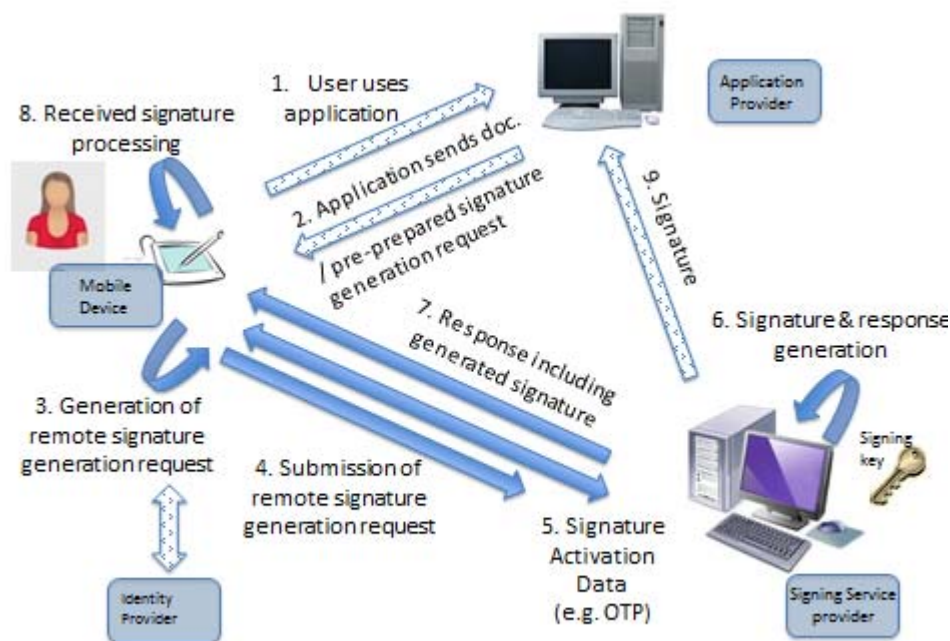 1. User uses
application
Application
Provider
8. Received signature
processing
2. Application sends doc.
/ pre-prepared signature
generation request
9. Signature
Mobile
Device
7. Response including
generated signature
6. Signature & response
generation
3. Generation of
remote signature
generation request
Signing
key
4. Submission of
remote signature
generation request
5. Signature
Activation
Data
(e.g. OTP)
Identity
Provider
Signing Service
provider